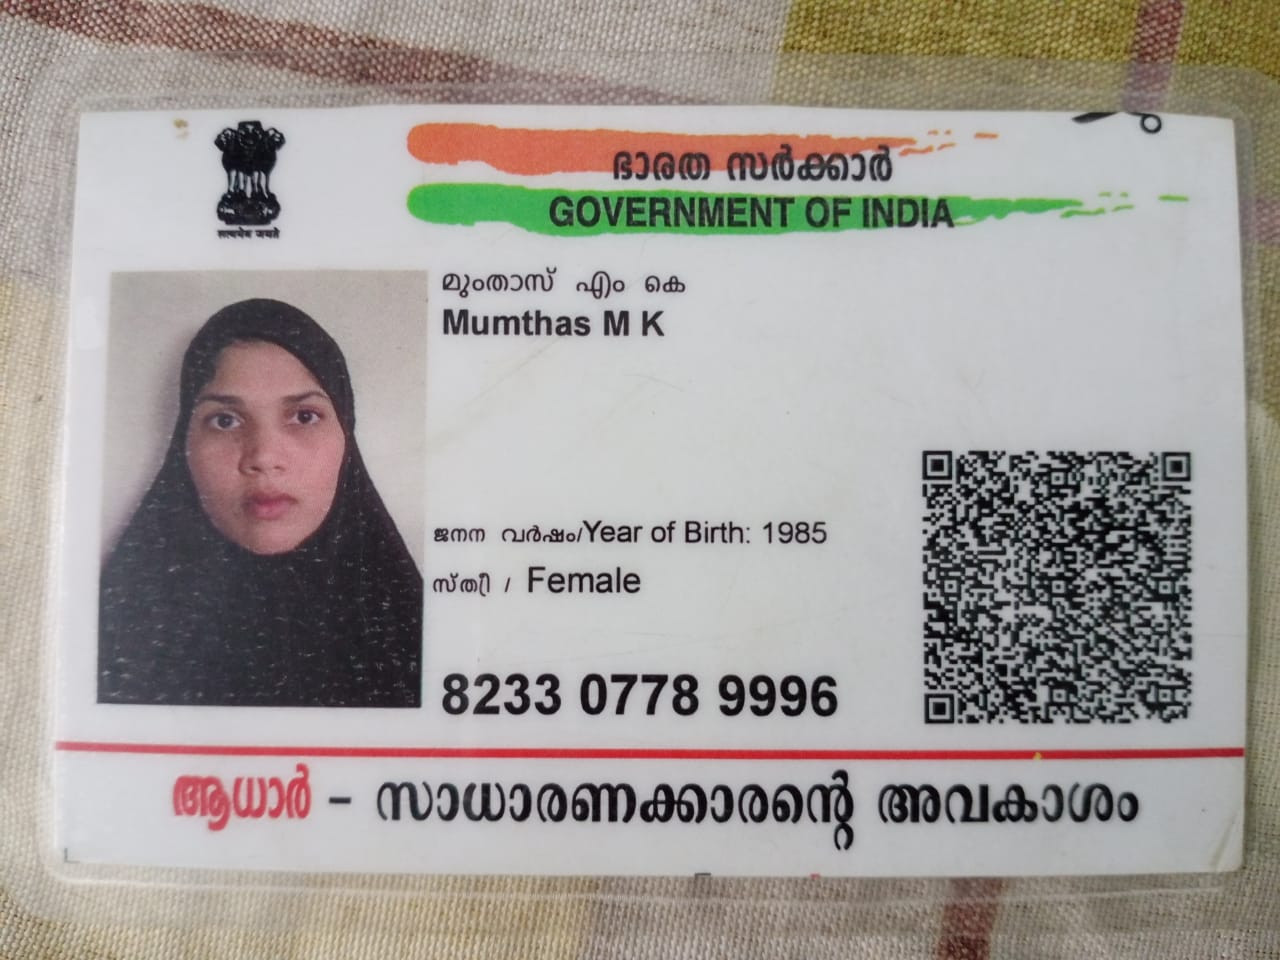 सत्यमेव जयते
ഭാരത സർക്കാർ
GOVERNMENT OF INDIA
മുംതാസ് എം കെ
Mumthas M K
ജനന വർഷം/Year of Birth: 1985
സ്ത്രീ / Female
8233 0778 9996
ആധാർ – സാധാരണക്കാരന്റെ അവകാശം